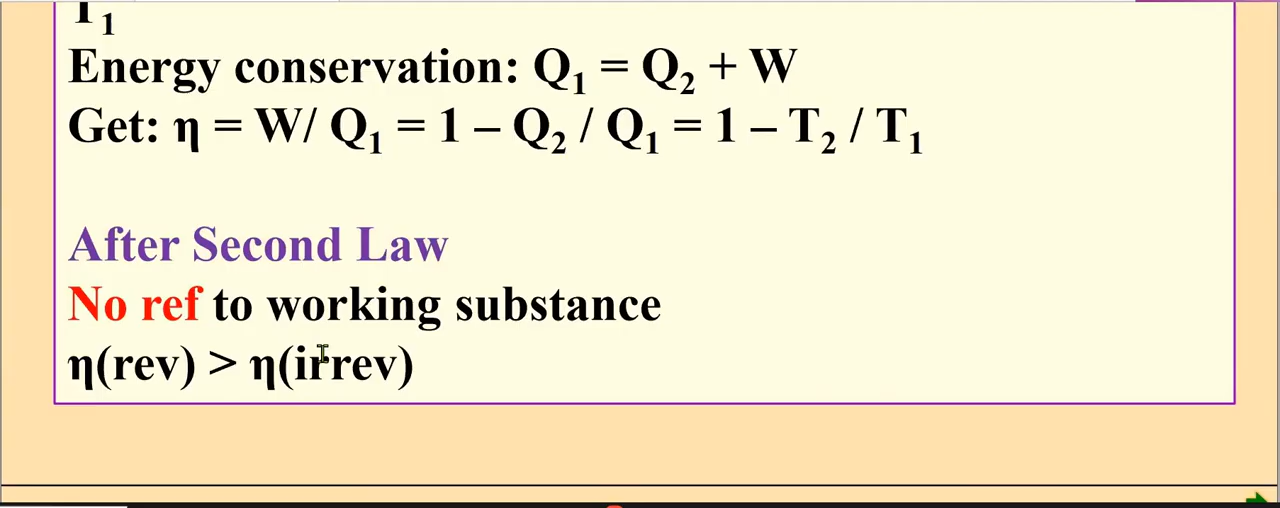 T₁
Energy conservation: Q₁ = Q₂ + W
Get: η = W/ Q₁ = 1 – Q₂ / Q₁ = 1 – T₂ / T₁
After Second Law
No ref to working substance
η(rev) > η(irrev)